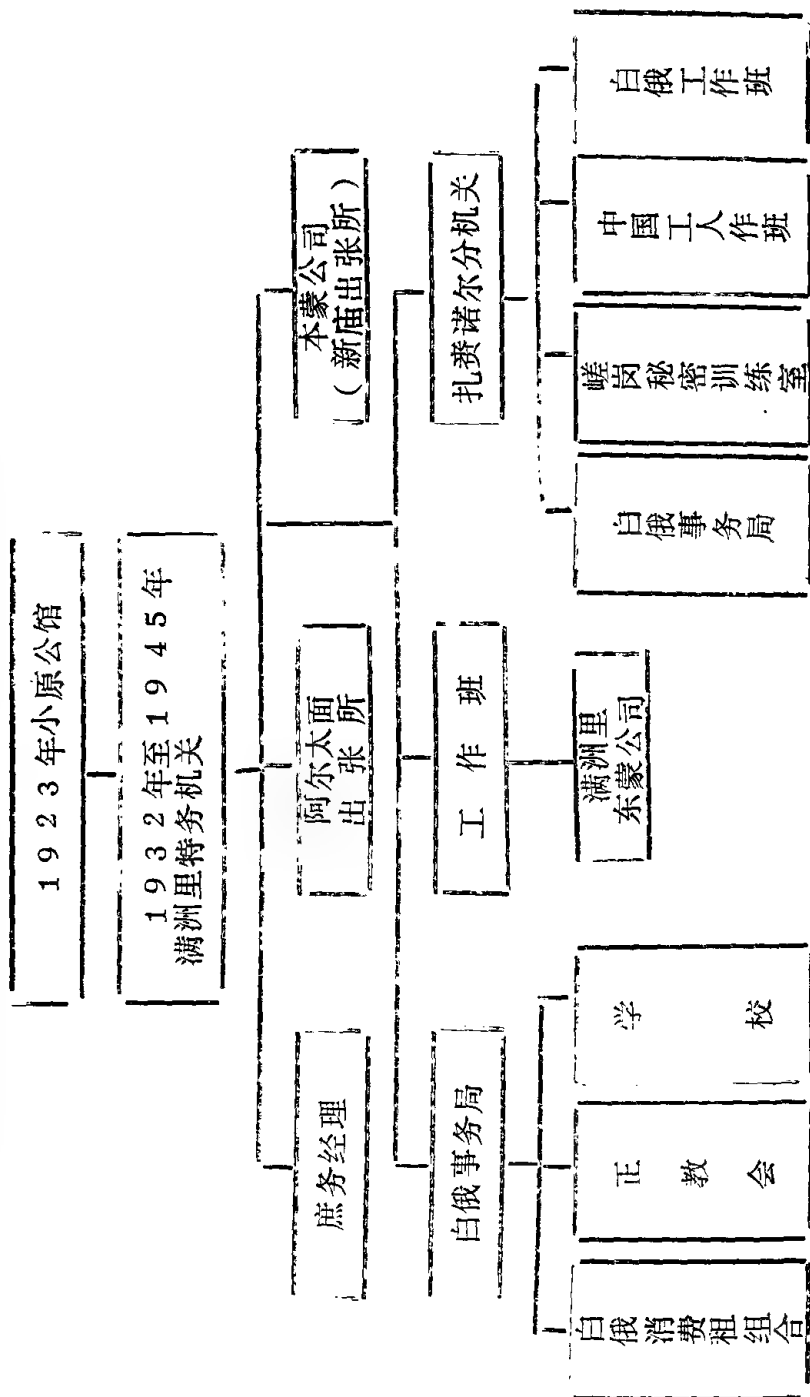 1923年小原公馆
1932年至1945年
满洲里特务机关
庶务经理
阿尔太面
出张所
本蒙公司
(新庙出张所)
白俄事务局
工作班
扎赉诺尔分机关
白俄消费租组合
正教会
学校
满洲里
东蒙公司
白俄事务局
嵯岗秘密训练室
中国工人作班
白俄工作班